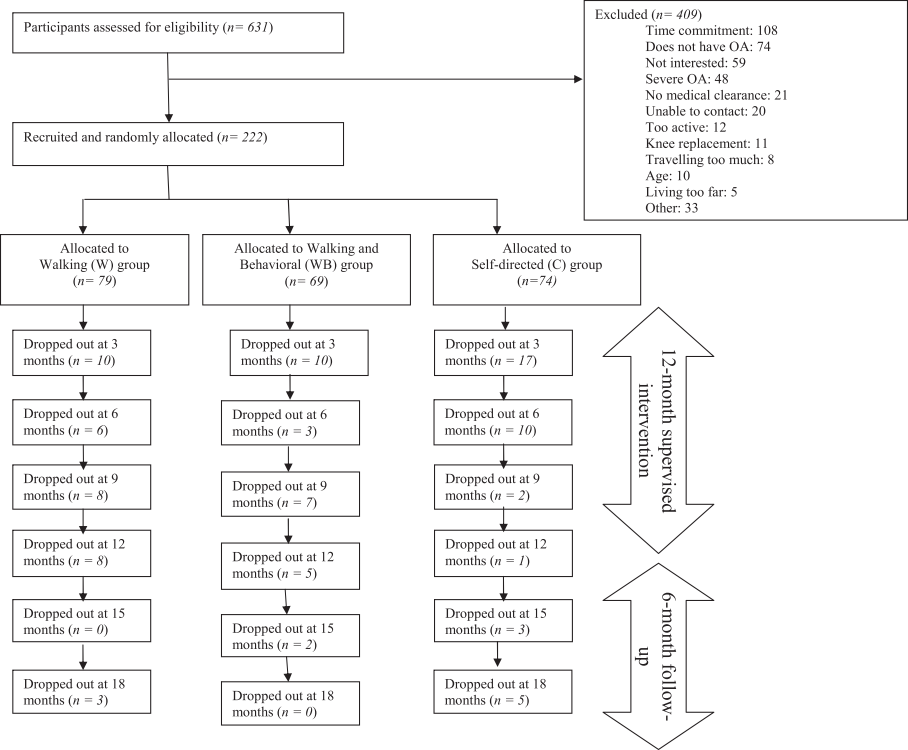 Participants assessed for eligibility (n= 631)
Excluded (n= 409)
Time commitment: 108
Does not have OA: 74
Not interested: 59
Severe OA: 48
No medical clearance: 21
Unable to contact: 20
Too active: 12
Knee replacement: 11
Travelling too much: 8
Age: 10
Living too far: 5
Other: 33
Recruited and randomly allocated (n= 222)
Allocated to
Walking (W) group
(n= 79)
Allocated to Walking and
Behavioral (WB) group
(n= 69)
Allocated to
Self-directed (C) group
(n=74)
Dropped out at 3
months (n = 10)
Dropped out at 6
months (n = 6)
Dropped out at 9
months (n = 8)
Dropped out at 12
months (n = 8)
Dropped out at 15
months (n = 0)
Dropped out at 18
months (n = 3)
Dropped out at 3
months (n = 10)
Dropped out at 6
months (n = 3)
Dropped out at 9
months (n = 7)
Dropped out at 12
months (n = 5)
Dropped out at 15
months (n = 2)
Dropped out at 18
months (n = 0)
Dropped out at 3
months (n = 17)
Dropped out at 6
months (n = 10)
Dropped out at 9
months (n = 2)
Dropped out at 12
months (n = 1)
Dropped out at 15
months (n = 3)
Dropped out at 18
months (n = 5)
12-month supervised
intervention
6-month follow-
up